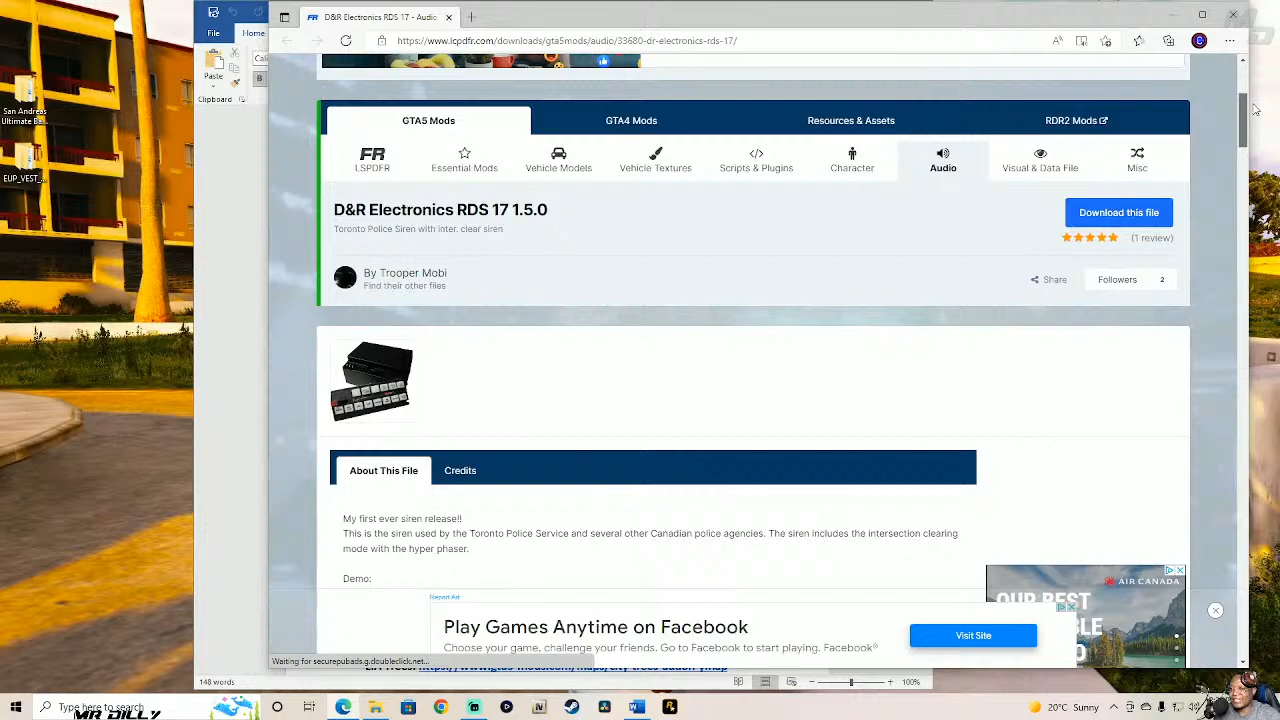 D&R Electronics RDS 17 - Audio
https://www.lcpdfr.com/downloads/gta5mods/audio/33680-dr-electronics-rds-17/
File
Home
Paste
Clipboard
San Andreas
Ultimate Ba...
EUP_VEST_...
GTA5 Mods
GTA4 Mods
Resources & Assets
RDR2 Mods
LSPDFR
Essential Mods
Vehicle Models
Vehicle Textures
Scripts & Plugins
Character
Audio
Visual & Data File
Misc
D&R Electronics RDS 17 1.5.0
Toronto Police Siren with inter. clear siren
Download this file
(1 review)
By Trooper Mobi
Find their other files
Share
Followers 2
About This File
Credits
My first ever siren release!!
This is the siren used by the Toronto Police Service and several other Canadian police agencies. The siren includes the intersection clearing
mode with the hyper phaser.
Demo:
Report Ad
Play Games Anytime on Facebook
Choose your game, challenge your friends. Go to Facebook to start playing. Facebook®
Visit Site
AIR CANADA
Waiting for securepubads.g.doubleclick.net...
148 words
100%
Type here to search
MR DILLY
20°C Sunny